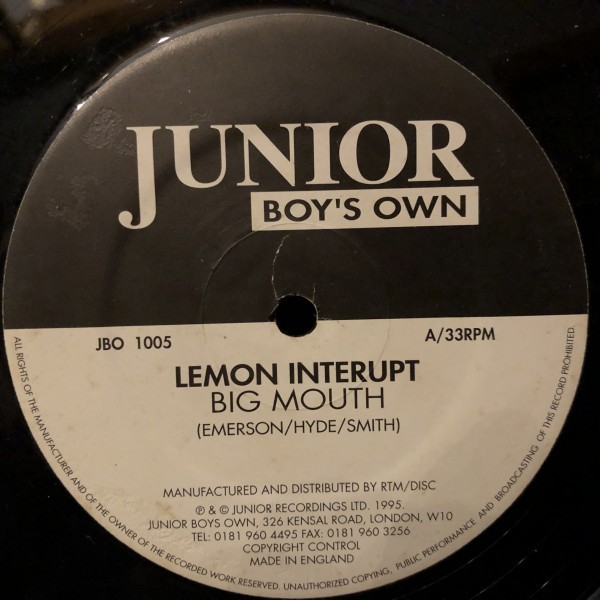 JUNIOR
BOY'S OWN
JBO 1005
A/33RPM
LEMON INTERUPT
BIG MOUTH
(EMERSON/HYDE/SMITH)
MANUFACTURED AND DISTRIBUTED BY RTM/DISC
℗ & © JUNIOR RECORDINGS LTD. 1995.
JUNIOR BOYS OWN, 326 KENSAL ROAD, LONDON, W10
TEL: 0181 960 4495 FAX: 0181 960 3256
COPYRIGHT CONTROL
MADE IN ENGLAND
ALL RIGHTS OF THE MANUFACTURER AND OF THE OWNER OF THE RECORDED WORK RESERVED. UNAUTHORIZED COPYING, PUBLIC PERFORMANCE AND BROADCASTING OF THIS RECORD PROHIBITED.